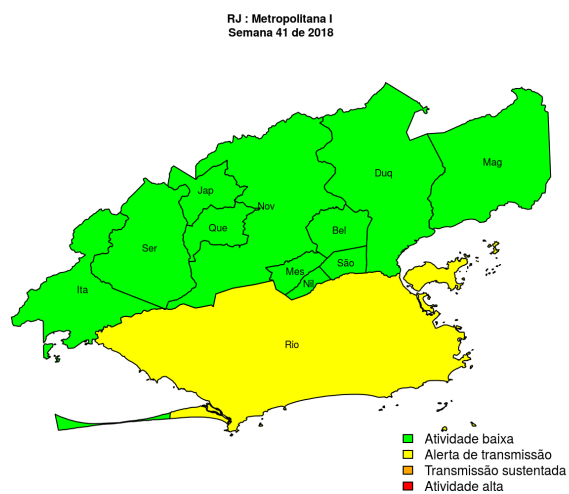 RJ : Metropolitana I
Semana 41 de 2018
Mag
Duq
Jap
Nov
Que
Bel
Ser
São
Mes
Nil
Ita
Rio
Atividade baixa
Alerta de transmissão
Transmissão sustentada
Atividade alta